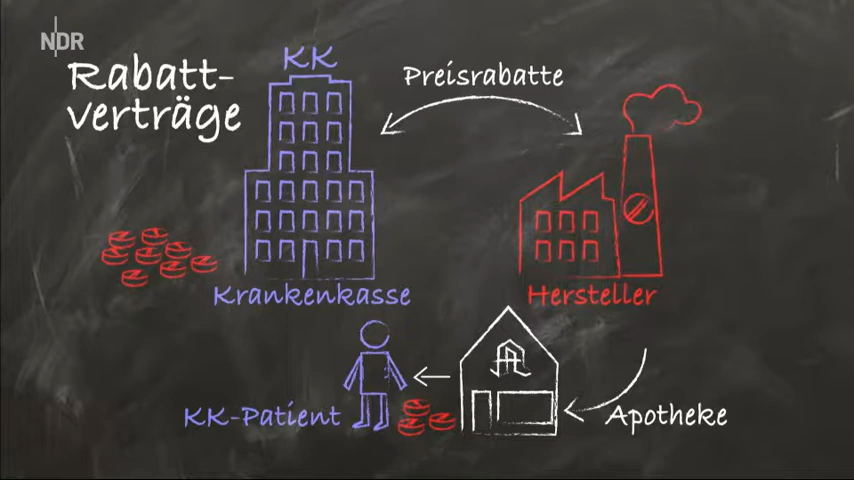 NDR
Rabatt-
verträge
KK
Preisrabatte
Krankenkasse
Hersteller
KK-Patient
Apotheke